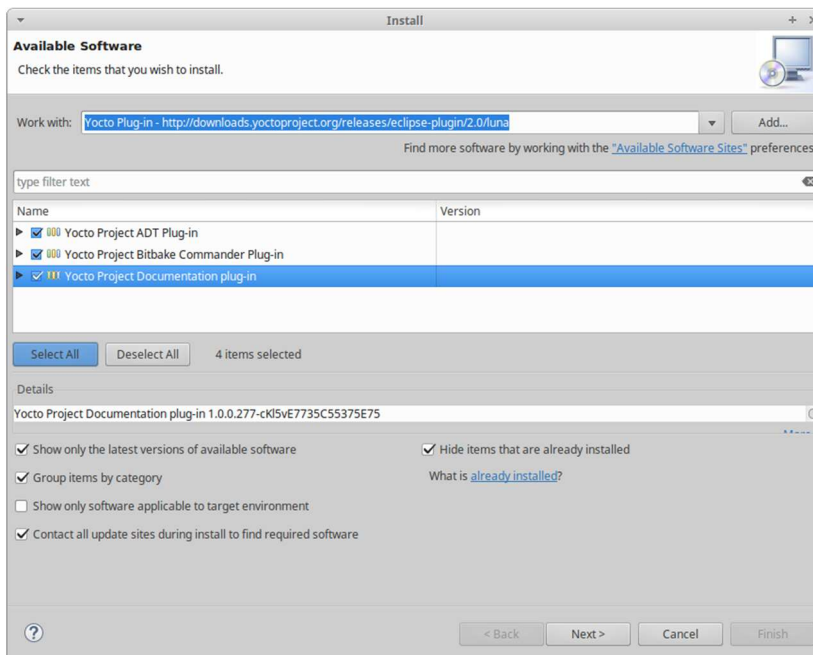 Install
Available Software
Check the items that you wish to install.
Work with: Yocto Plug-in - http://downloads.yoctoproject.org/releases/eclipse-plugin/2.0/luna Add...
Find more software by working with the "Available Software Sites" preferences
type filter text
Name Version
Yocto Project ADT Plug-in
Yocto Project Bitbake Commander Plug-in
Yocto Project Documentation plug-in
Select All Deselect All 4 items selected
Details
Yocto Project Documentation plug-in 1.0.0.277-cKl5vE7735C55375E75
Show only the latest versions of available software Hide items that are already installed
Group items by category What is already installed?
Show only software applicable to target environment
Contact all update sites during install to find required software
< Back Next > Cancel Finish